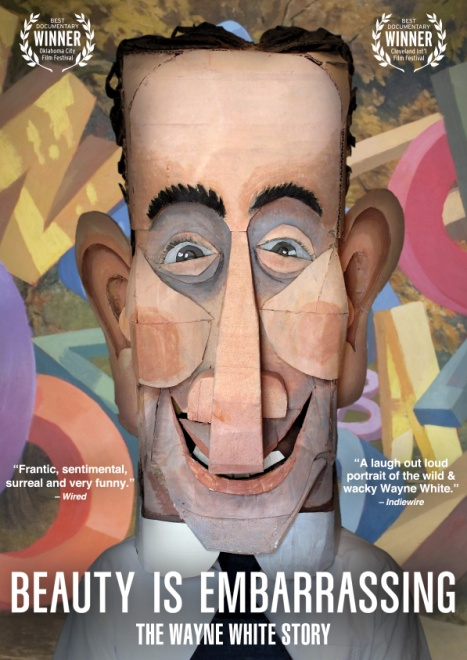 BEST
DOCUMENTARY
WINNER
Oklahoma City
Film Festival
BEST
DOCUMENTARY
WINNER
Cleveland Int'l
Film Festival
"Frantic, sentimental,
surreal and very funny."
– Wired
"A laugh out loud
portrait of the wild &
wacky Wayne White."
– Indiewire
BEAUTY IS EMBARRASSING
THE WAYNE WHITE STORY